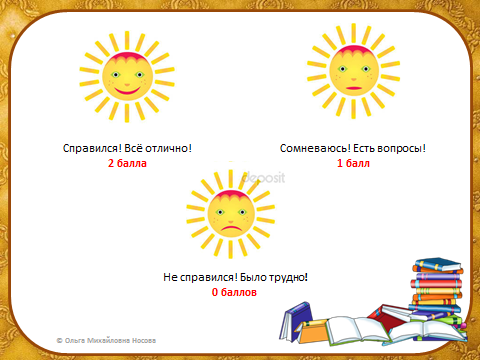 Справился! Всё отлично!
2 балла
Сомневаюсь! Есть вопросы!
1 балл
deposit
Не справился! Было трудно!
0 баллов
© Ольга Михайловна Носова